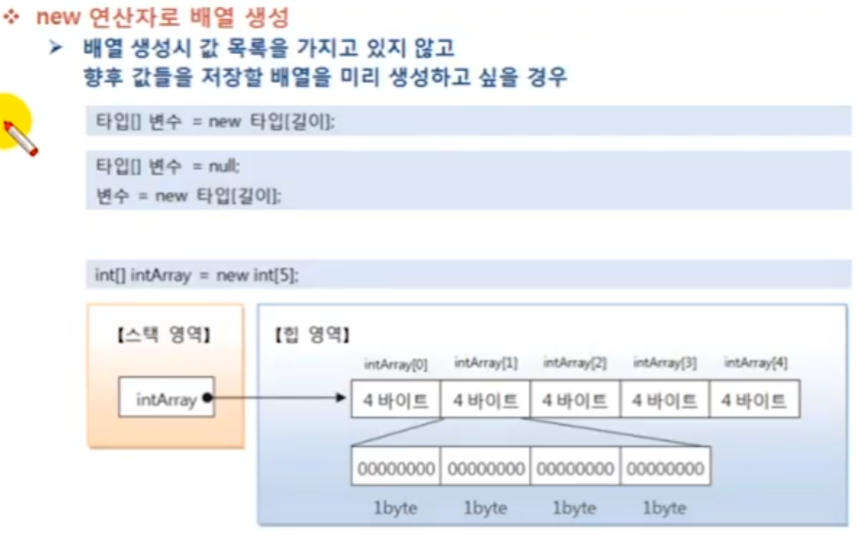 ❖ new 연산자로 배열 생성
➤ 배열 생성시 값 목록을 가지고 있지 않고
향후 값들을 저장할 배열을 미리 생성하고 싶을 경우
타입[] 변수 = new 타입[길이];
타입[] 변수 = null;
변수 = new 타입[길이];
int[] intArray = new int[5];
【스택 영역】 【힙 영역】
intArray[0] intArray[1] intArray[2] intArray[3] intArray[4]
intArray 4 바이트 4 바이트 4 바이트 4 바이트 4 바이트
00000000 00000000 00000000 00000000
1byte 1byte 1byte 1byte